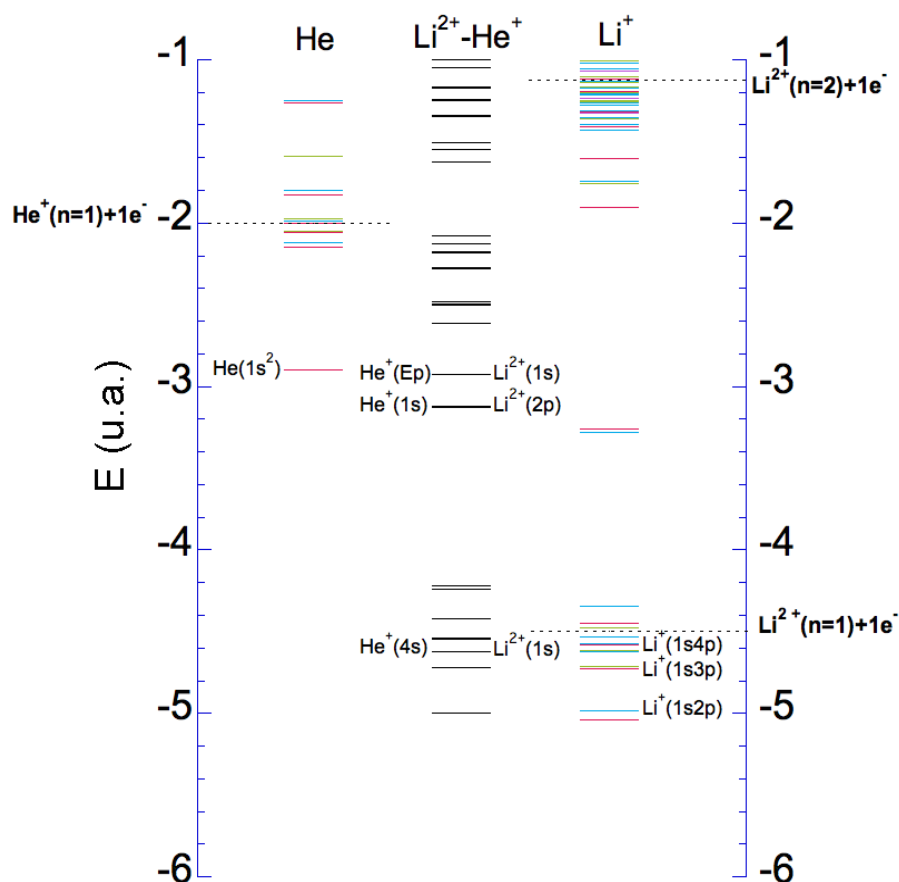 He Li²⁺-He⁺ Li⁺
-1 -1
Li²⁺(n=2)+1e⁻
-2 -2
He⁺(n=1)+1e⁻
He(1s²) He⁺(Ep) Li²⁺(1s)
-3 -3
He⁺(1s) Li²⁺(2p)
E (u.a.)
-4 -4
Li²⁺(n=1)+1e⁻
He⁺(4s) Li²⁺(1s) Li⁺(1s4p)
Li⁺(1s3p)
-5 -5
Li⁺(1s2p)
-6 -6